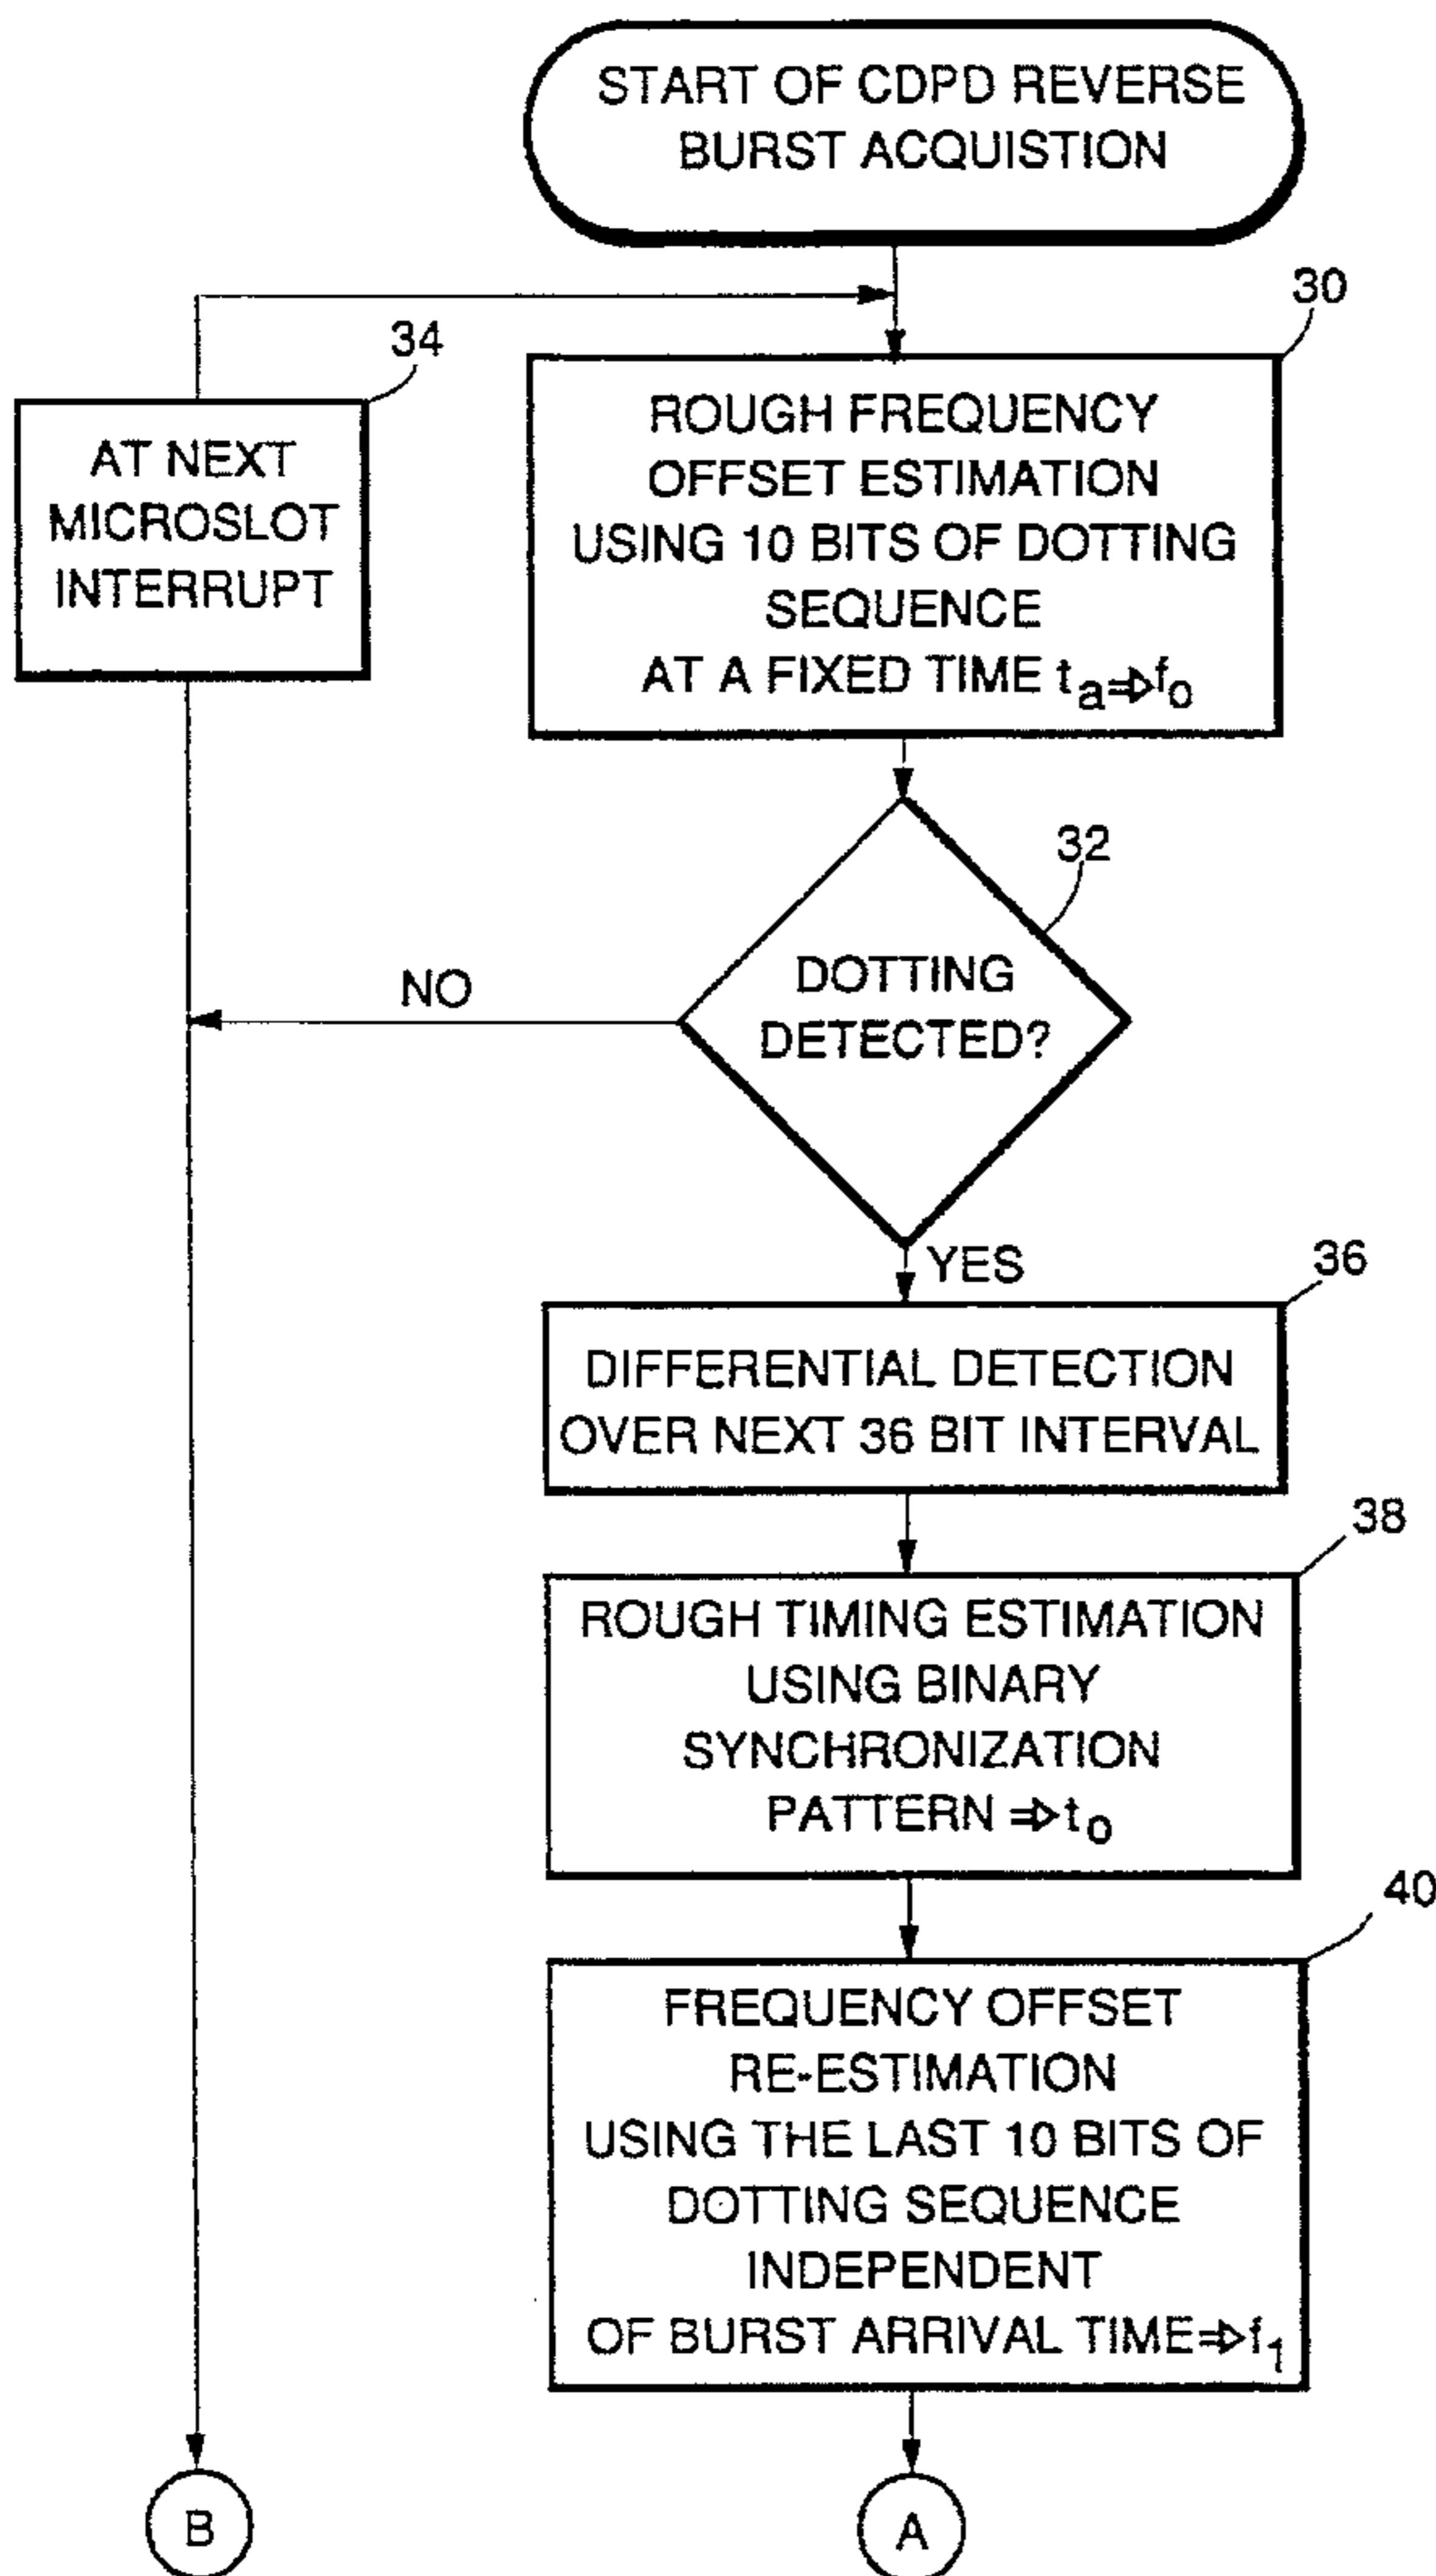 START OF CDPD REVERSE
BURST ACQUISTION
30
34
ROUGH FREQUENCY
OFFSET ESTIMATION
USING 10 BITS OF DOTTING
SEQUENCE
AT A FIXED TIME tₐ⇒fₒ
AT NEXT
MICROSLOT
INTERRUPT
32
DOTTING
DETECTED?
NO
YES
36
DIFFERENTIAL DETECTION
OVER NEXT 36 BIT INTERVAL
38
ROUGH TIMING ESTIMATION
USING BINARY
SYNCHRONIZATION
PATTERN ⇒tₒ
40
FREQUENCY OFFSET
RE-ESTIMATION
USING THE LAST 10 BITS OF
DOTTING SEQUENCE
INDEPENDENT
OF BURST ARRIVAL TIME⇒f₁
B
A